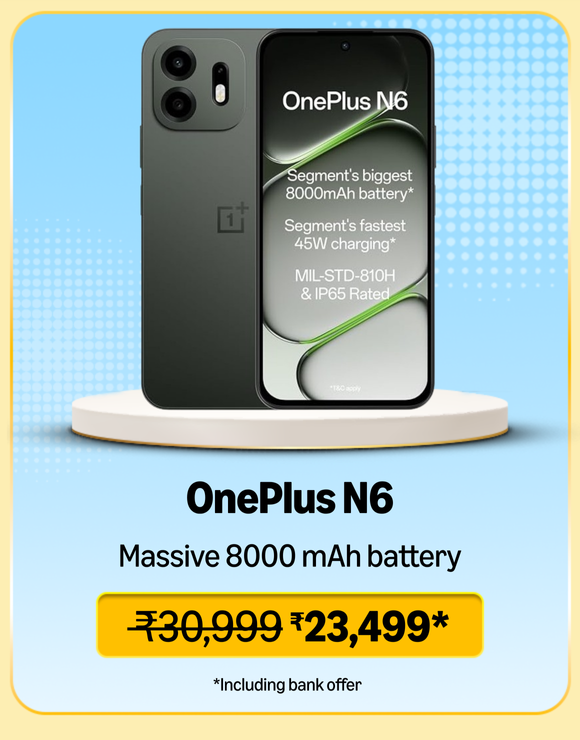 OnePlus N6
Segment's biggest
8000mAh battery*
Segment's fastest
45W charging*
MIL-STD-810H
& IP65 Rated
*T&C apply
OnePlus N6
Massive 8000 mAh battery
₹30,999 ₹23,499*
*Including bank offer